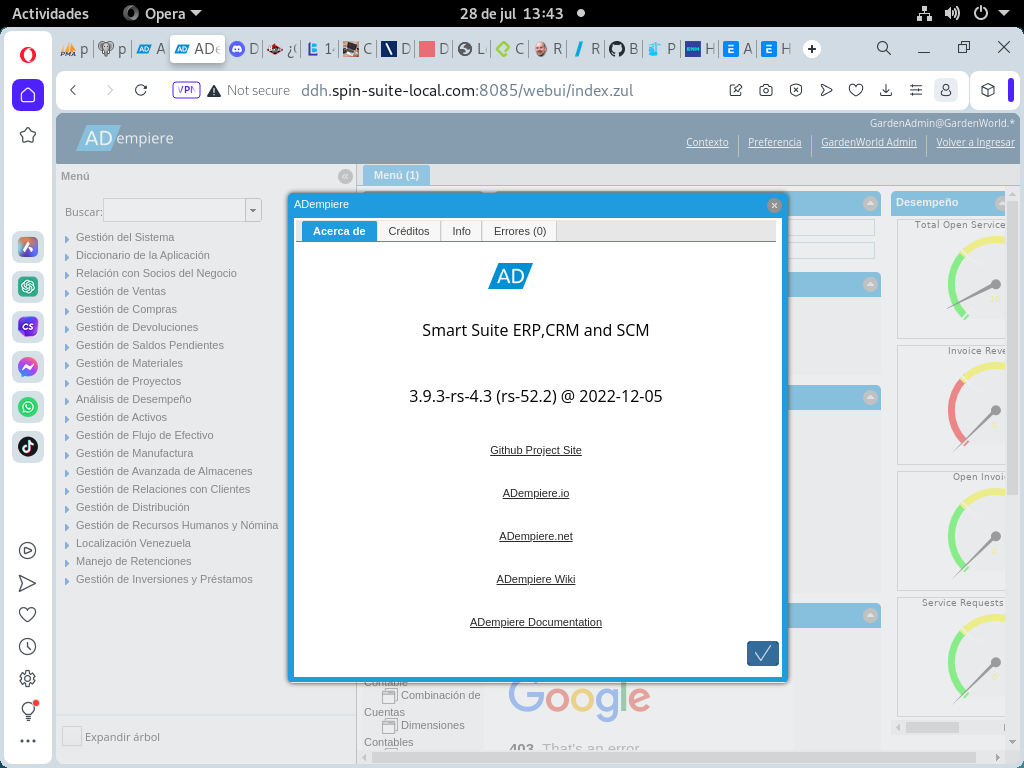 Actividades Opera 28 de jul 13:43
p p A ADe D ¿( 14 C D D L C R R B P H A H
VPN Not secure ddh.spin-suite-local.com:8085/webui/index.zul
ADempiere
GardenAdmin@GardenWorld.*
Contexto Preferencia GardenWorld Admin Volver a Ingresar
Menú
Menú (1)
Buscar:
Gestión del Sistema
Diccionario de la Aplicación
Relación con Socios del Negocio
Gestión de Ventas
Gestión de Compras
Gestión de Devoluciones
Gestión de Saldos Pendientes
Gestión de Materiales
Gestión de Proyectos
Análisis de Desempeño
Gestión de Activos
Gestión de Flujo de Efectivo
Gestión de Manufactura
Gestión de Avanzada de Almacenes
Gestión de Relaciones con Clientes
Gestión de Distribución
Gestión de Recursos Humanos y Nómina
Localización Venezuela
Manejo de Retenciones
Gestión de Inversiones y Préstamos
Expandir árbol
ADempiere
Acerca de Créditos Info Errores (0)
AD
Smart Suite ERP,CRM and SCM
3.9.3-rs-4.3 (rs-52.2) @ 2022-12-05
Github Project Site
ADempiere.io
ADempiere.net
ADempiere Wiki
ADempiere Documentation
Contable
Combinación de
Cuentas
Dimensiones
Contables
Google
403. That's an error.
Desempeño
Total Open Service
Invoice Reve
Open Invoi
Service Requests